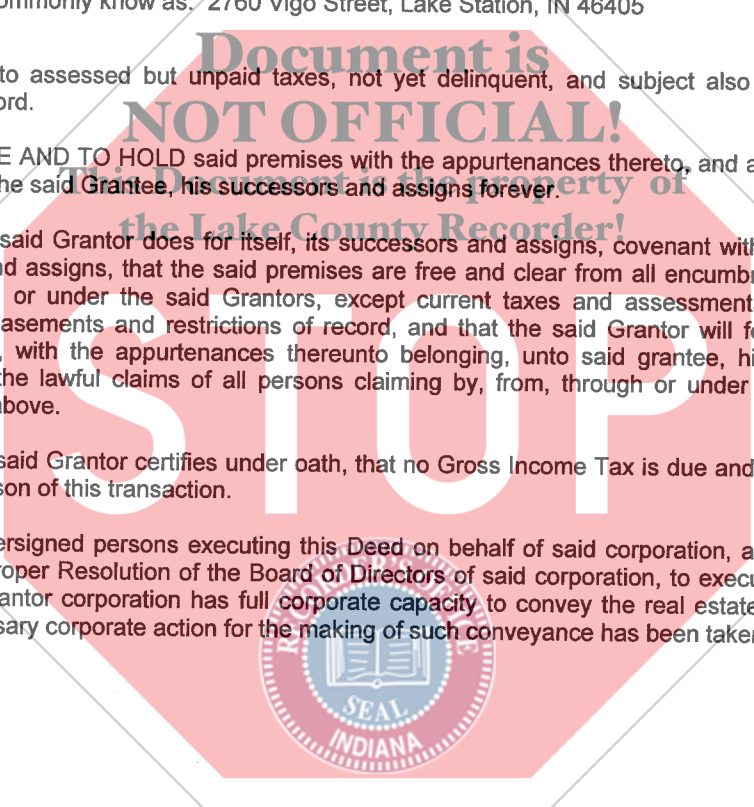 ommonly know as: 2760 Vigo Street, Lake Station, IN 46405
Document is
to assessed but unpaid taxes, not yet delinquent, and subject also
ord.
NOT OFFICIAL!
E AND TO HOLD said premises with the appurtenances thereto, and a
he said Grantee, his successors and assigns forever.
This Document is the property of
the Lake County Recorder!
said Grantor does for itself, its successors and assigns, covenant with
nd assigns, that the said premises are free and clear from all encumbr
or under the said Grantors, except current taxes and assessment
asements and restrictions of record, and that the said Grantor will fo
, with the appurtenances thereunto belonging, unto said grantee, hi
the lawful claims of all persons claiming by, from, through or under
above.
STOP
said Grantor certifies under oath, that no Gross Income Tax is due and
son of this transaction.
ersigned persons executing this Deed on behalf of said corporation, a
roper Resolution of the Board of Directors of said corporation, to execu
antor corporation has full corporate capacity to convey the real estate
sary corporate action for the making of such conveyance has been taken
SEAL
INDIANA